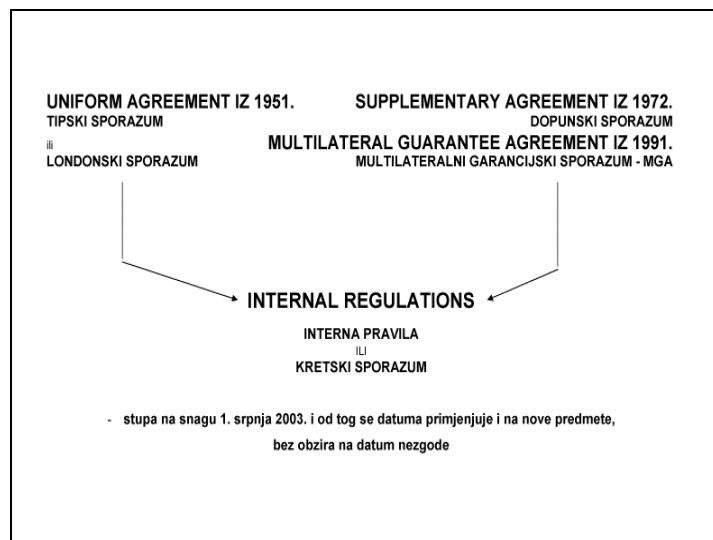 UNIFORM AGREEMENT IZ 1951.
TIPSKI SPORAZUM
ili
LONDONSKI SPORAZUM
SUPPLEMENTARY AGREEMENT IZ 1972.
DOPUNSKI SPORAZUM
MULTILATERAL GUARANTEE AGREEMENT IZ 1991.
MULTILATERALNI GARANCIJSKI SPORAZUM - MGA
INTERNAL REGULATIONS
INTERNA PRAVILA
ILI
KRETSKI SPORAZUM
- stupa na snagu 1. srpnja 2003. i od tog se datuma primjenjuje i na nove predmete,
bez obzira na datum nezgode